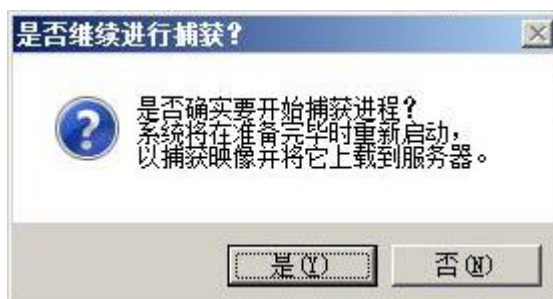 是否继续进行捕获?
是否确实要开始捕获进程?
系统将在准备完毕时重新启动,
以捕获映像并将它上载到服务器。
是(Y)
否(N)